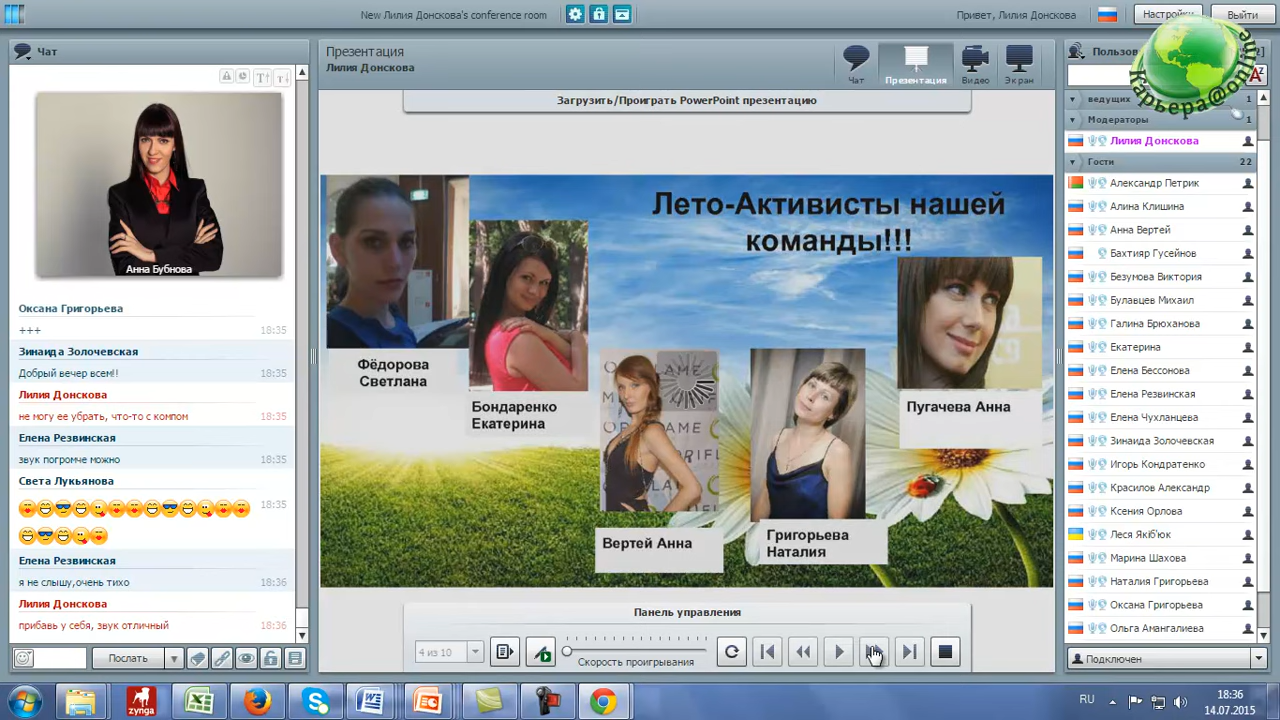 New Лилия Донскова's conference room
Привет, Лилия Донскова
Настройки
Выйти
Чат
Анна Бубнова
Оксана Григорьева
+++ 18:35
Зинаида Золочевская
Добрый вечер всем!! 18:35
Лилия Донскова
не могу ее убрать, что-то с компом 18:35
Елена Резвинская
звук погромче можно 18:35
Света Лукьянова
18:35
Елена Резвинская
я не слышу,очень тихо 18:36
Лилия Донскова
прибавь у себя, звук отличный 18:36
Послать
Презентация
Лилия Донскова
Чат
Презентация
Видео
Экран
Загрузить/Проиграть PowerPoint презентацию
Лето-Активисты нашей
команды!!!
Фёдорова
Светлана
Бондаренко
Екатерина
Вертей Анна
Григорьева
Наталия
Пугачева Анна
Панель управления
4 из 10
Скорость проигрывания
карьера@online
ведущих 1
Модераторы 1
Лилия Донскова
Гости 22
Александр Петрик
Алина Клишина
Анна Вертей
Бахтияр Гусейнов
Безумова Виктория
Булавцев Михаил
Галина Брюханова
Екатерина
Елена Бессонова
Елена Резвинская
Елена Чухланцева
Зинаида Золочевская
Игорь Кондратенко
Красилов Александр
Ксения Орлова
Леся Якiб'юк
Марина Шахова
Наталия Григорьева
Оксана Григорьева
Ольга Амангалиева
Подключен
zynga
RU
18:36
14.07.2015